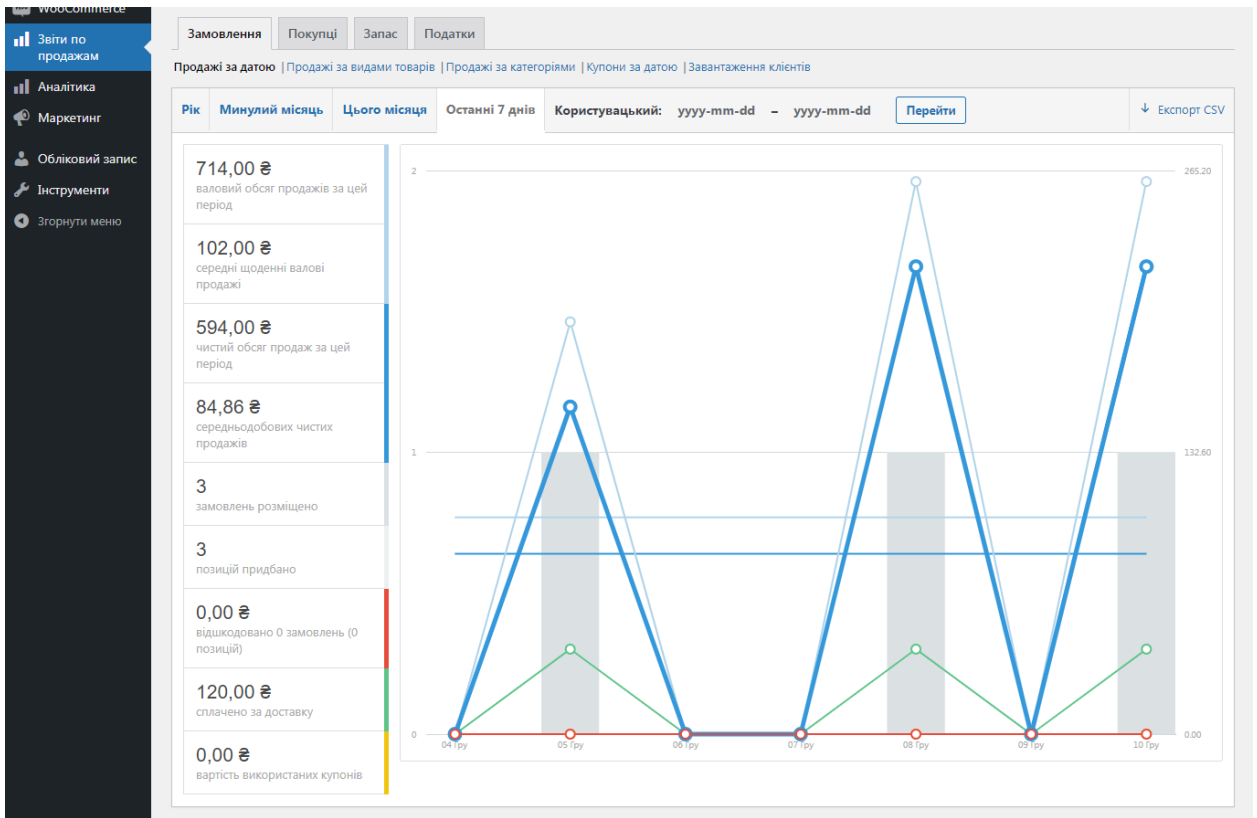 WooCommerce
Звіти по
продажам
Аналітика
Маркетинг
Обліковий запис
Інструменти
Згорнути меню
Замовлення Покупці Запас Податки
Продажі за датою | Продажі за видами товарів | Продажі за категоріями | Купони за датою | Завантаження клієнтів
Рік Минулий місяць Цього місяця Останні 7 днів Користувацький: yyyy-mm-dd – yyyy-mm-dd Перейти Експорт CSV
714,00 ₴
валовий обсяг продажів за цей
період
102,00 ₴
середні щоденні валові
продажі
594,00 ₴
чистий обсяг продаж за цей
період
84,86 ₴
середньодобових чистих
продажів
3
замовлень розміщено
3
позицій придбано
0,00 ₴
відшкодовано 0 замовлень (0
позицій)
120,00 ₴
сплачено за доставку
0,00 ₴
вартість використаних купонів
2 265.20
1 132.60
0 0.00
04 Гру 05 Гру 06 Гру 07 Гру 08 Гру 09 Гру 10 Гру